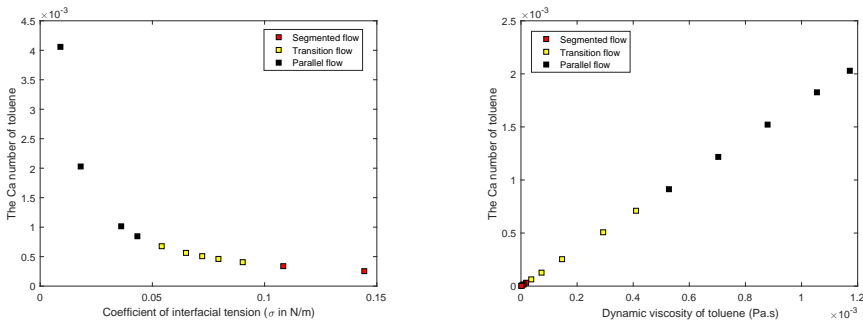 ×10⁻³
4.5
4
3.5
3
2.5
2
1.5
1
0.5
0
The Ca number of toluene
Segmented flow
Transition flow
Parallel flow
0 0.05 0.1 0.15
Coefficient of interfacial tension (σ in N/m)
×10⁻³
2.5
2
1.5
1
0.5
0
The Ca number of toluene
Segmented flow
Transition flow
Parallel flow
0 0.2 0.4 0.6 0.8 1 1.2
Dynamic viscosity of toluene (Pa.s)
×10⁻³